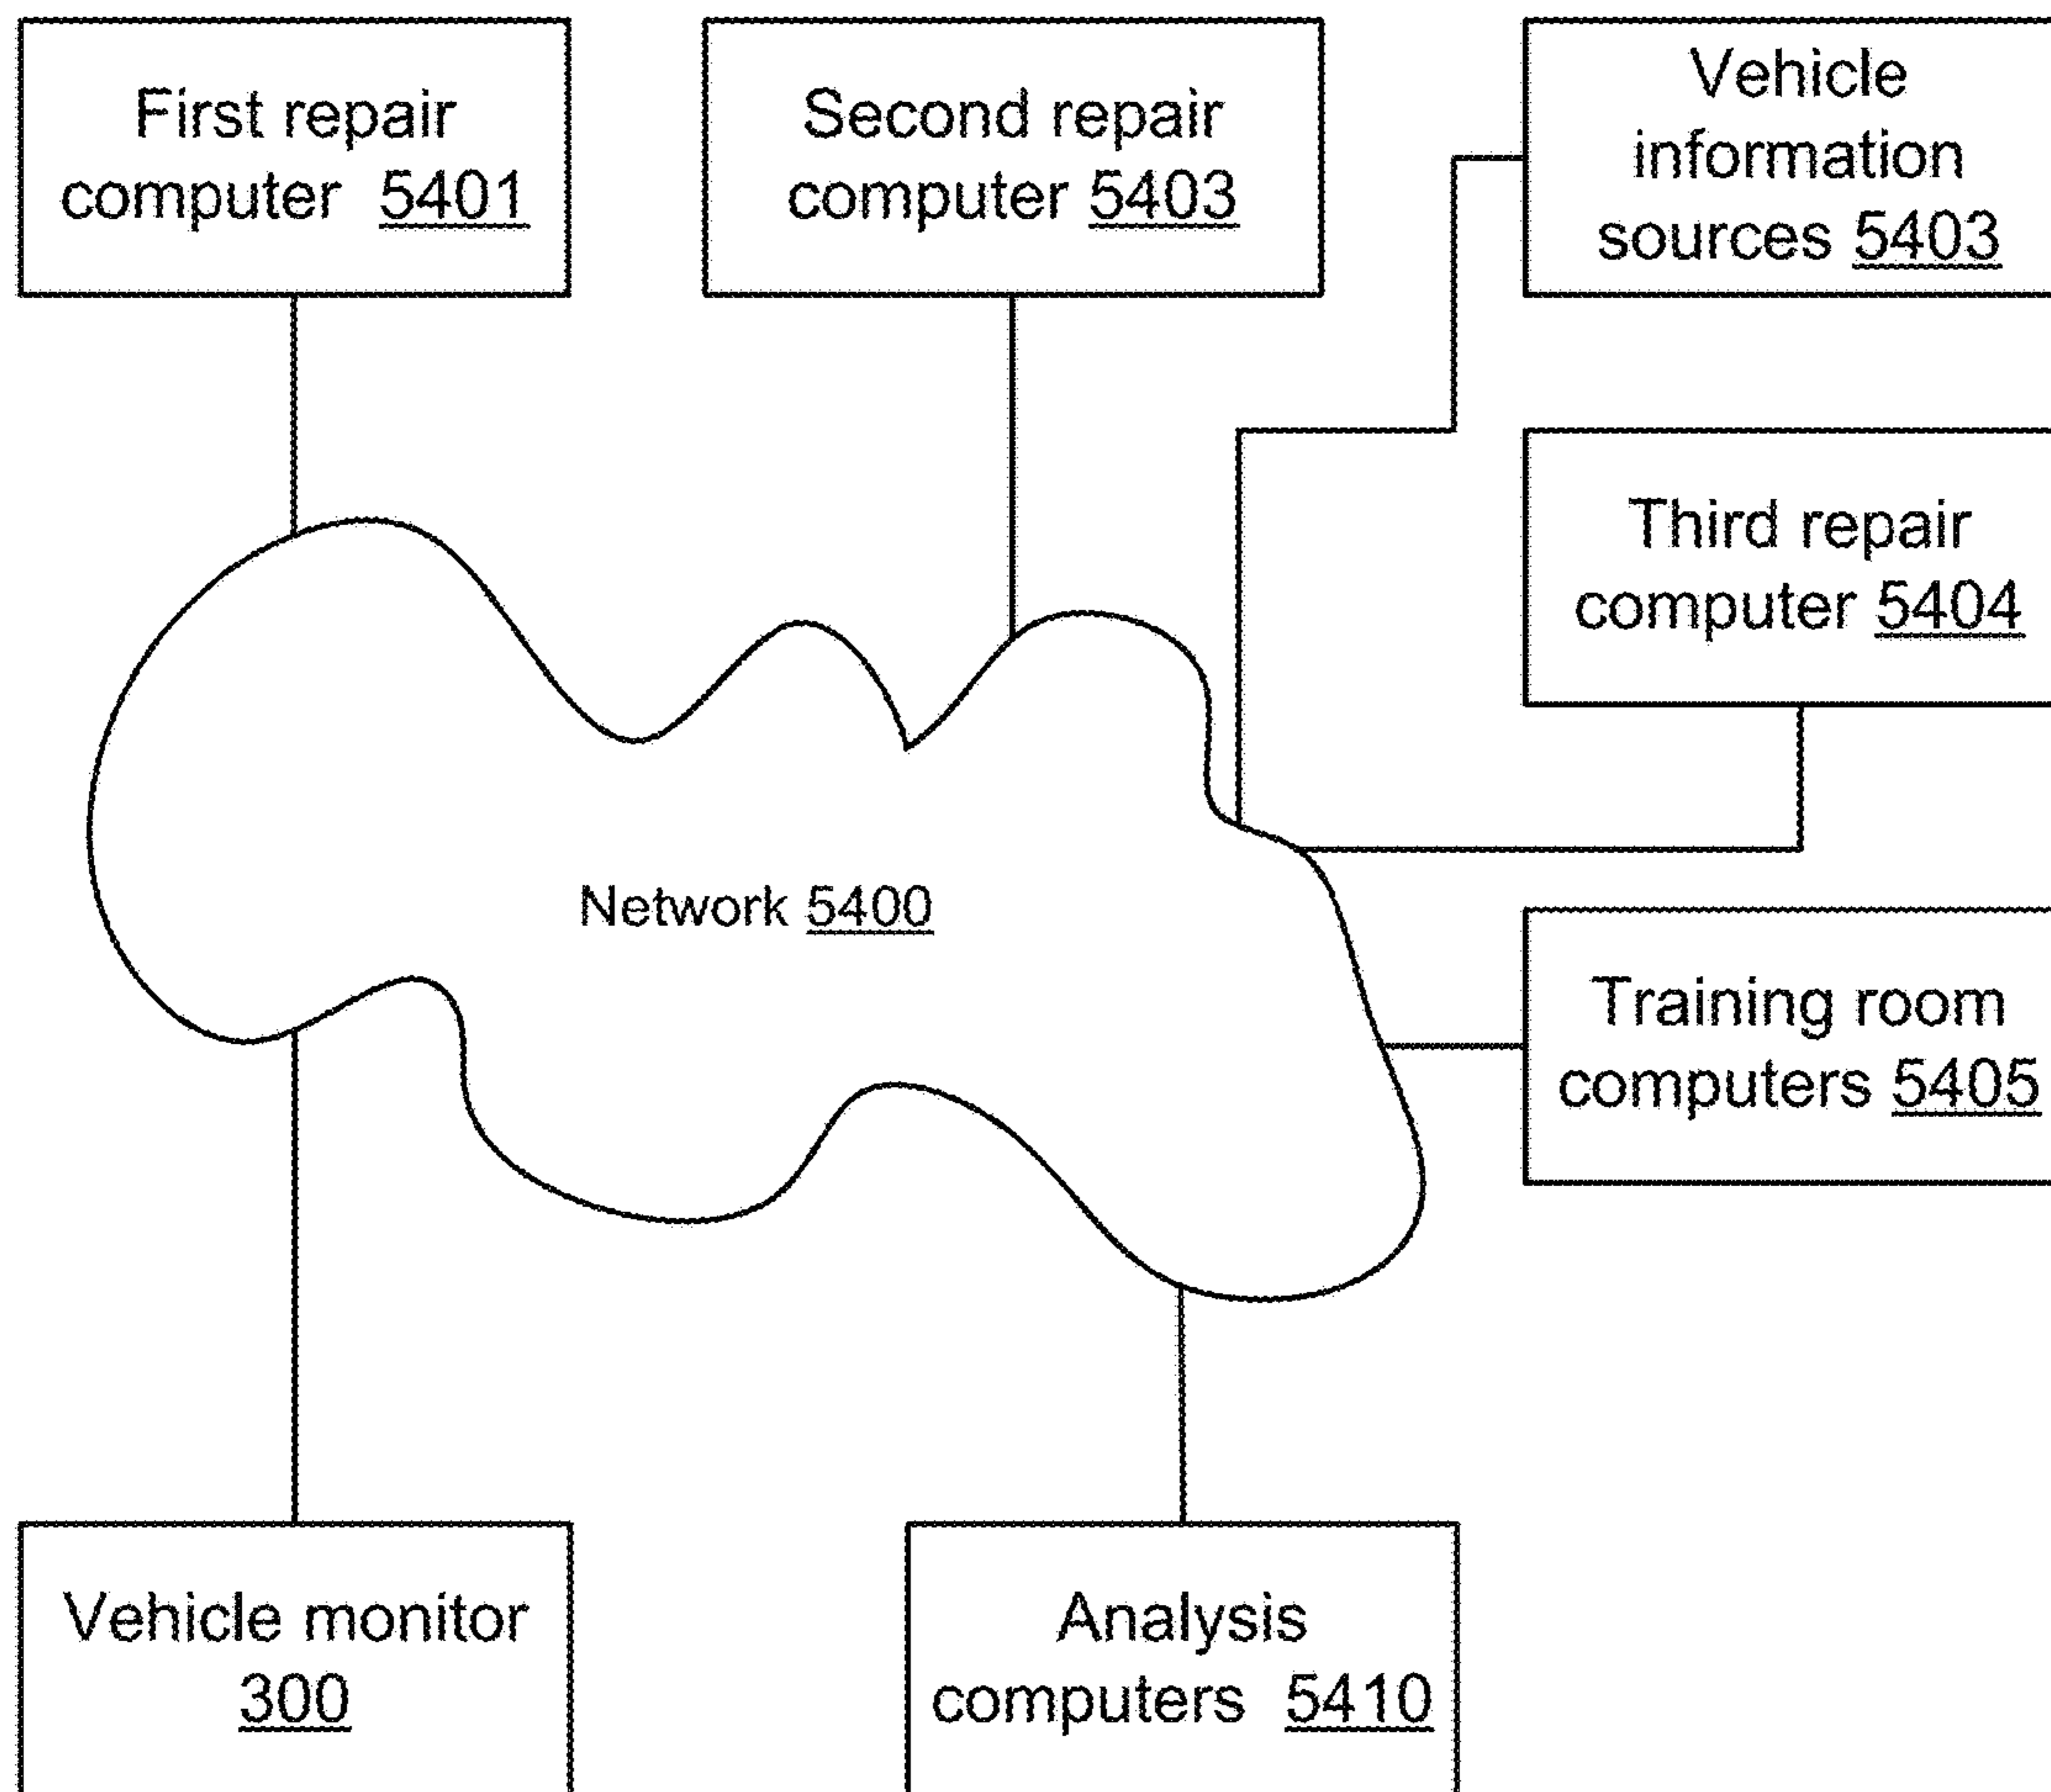 First repair
computer 5401
Second repair
computer 5403
Vehicle
information
sources 5403
Third repair
computer 5404
Network 5400
Training room
computers 5405
Vehicle monitor
300
Analysis
computers 5410